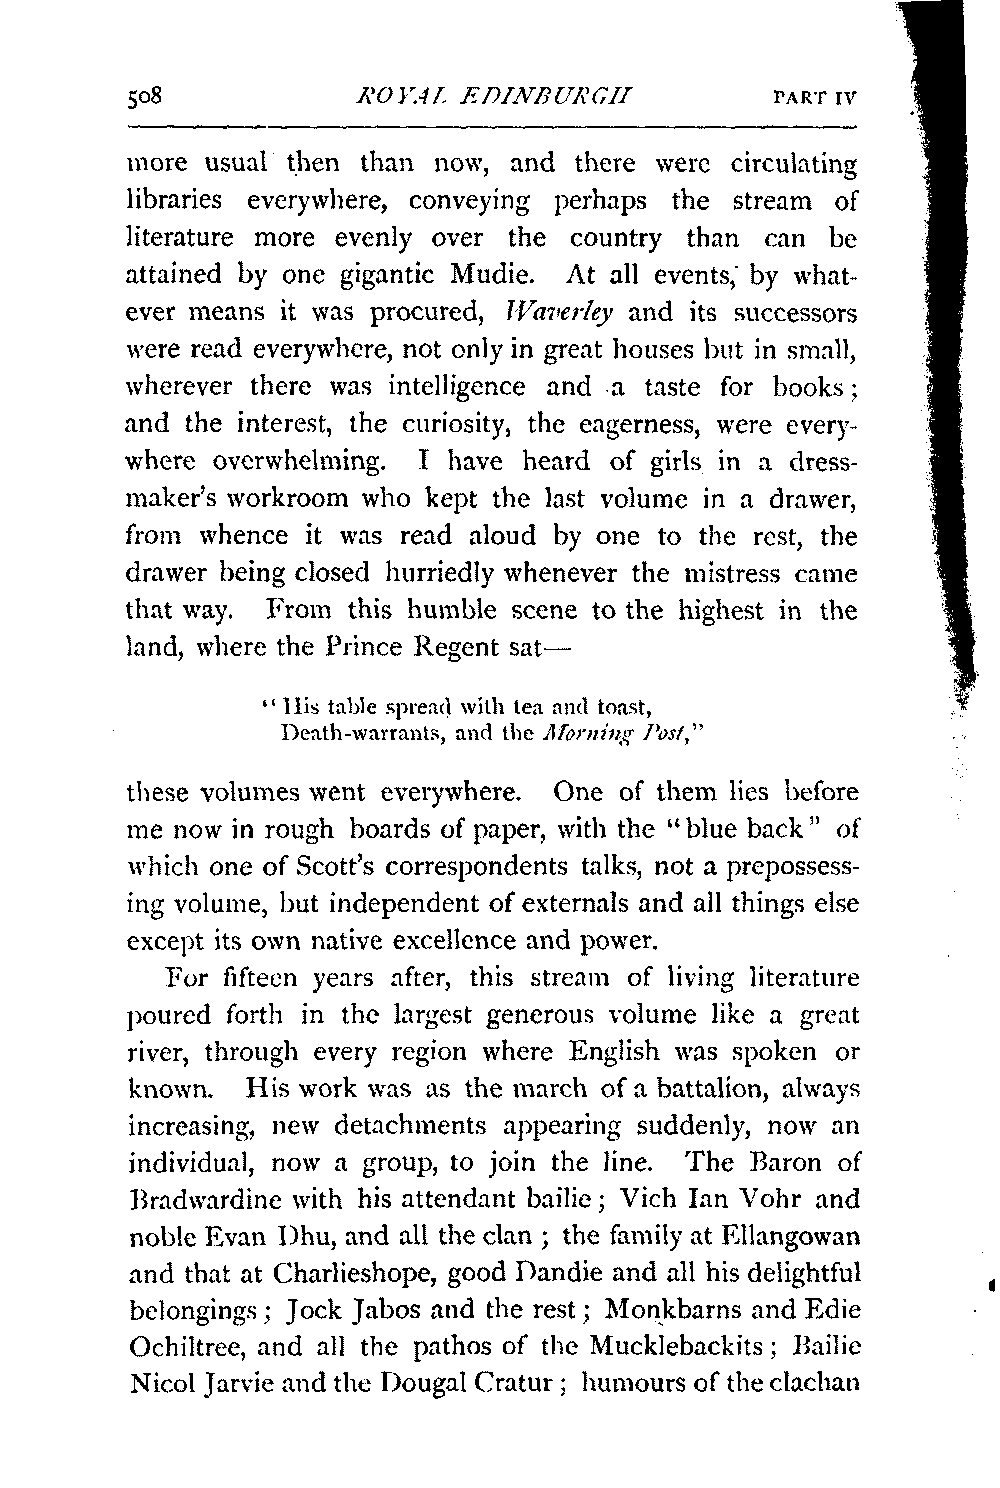 508 ROYAL EDINBURGH PART IV
more usual then than now, and there were circulating
libraries everywhere, conveying perhaps the stream of
literature more evenly over the country than can be
attained by one gigantic Mudie. At all events, by what-
ever means it was procured, Waverley and its successors
were read everywhere, not only in great houses but in small,
wherever there was intelligence and a taste for books;
and the interest, the curiosity, the eagerness, were every-
where overwhelming. I have heard of girls in a dress-
maker's workroom who kept the last volume in a drawer,
from whence it was read aloud by one to the rest, the
drawer being closed hurriedly whenever the mistress came
that way. From this humble scene to the highest in the
land, where the Prince Regent sat—
"His table spread with tea and toast,
Death-warrants, and the Morning Post,"
these volumes went everywhere. One of them lies before
me now in rough boards of paper, with the "blue back" of
which one of Scott's correspondents talks, not a prepossess-
ing volume, but independent of externals and all things else
except its own native excellence and power.
For fifteen years after, this stream of living literature
poured forth in the largest generous volume like a great
river, through every region where English was spoken or
known. His work was as the march of a battalion, always
increasing, new detachments appearing suddenly, now an
individual, now a group, to join the line. The Baron of
Bradwardine with his attendant bailie; Vich Ian Vohr and
noble Evan Dhu, and all the clan; the family at Ellangowan
and that at Charlieshope, good Dandie and all his delightful
belongings; Jock Jabos and the rest; Monkbarns and Edie
Ochiltree, and all the pathos of the Mucklebackits; Bailie
Nicol Jarvie and the Dougal Cratur; humours of the clachan